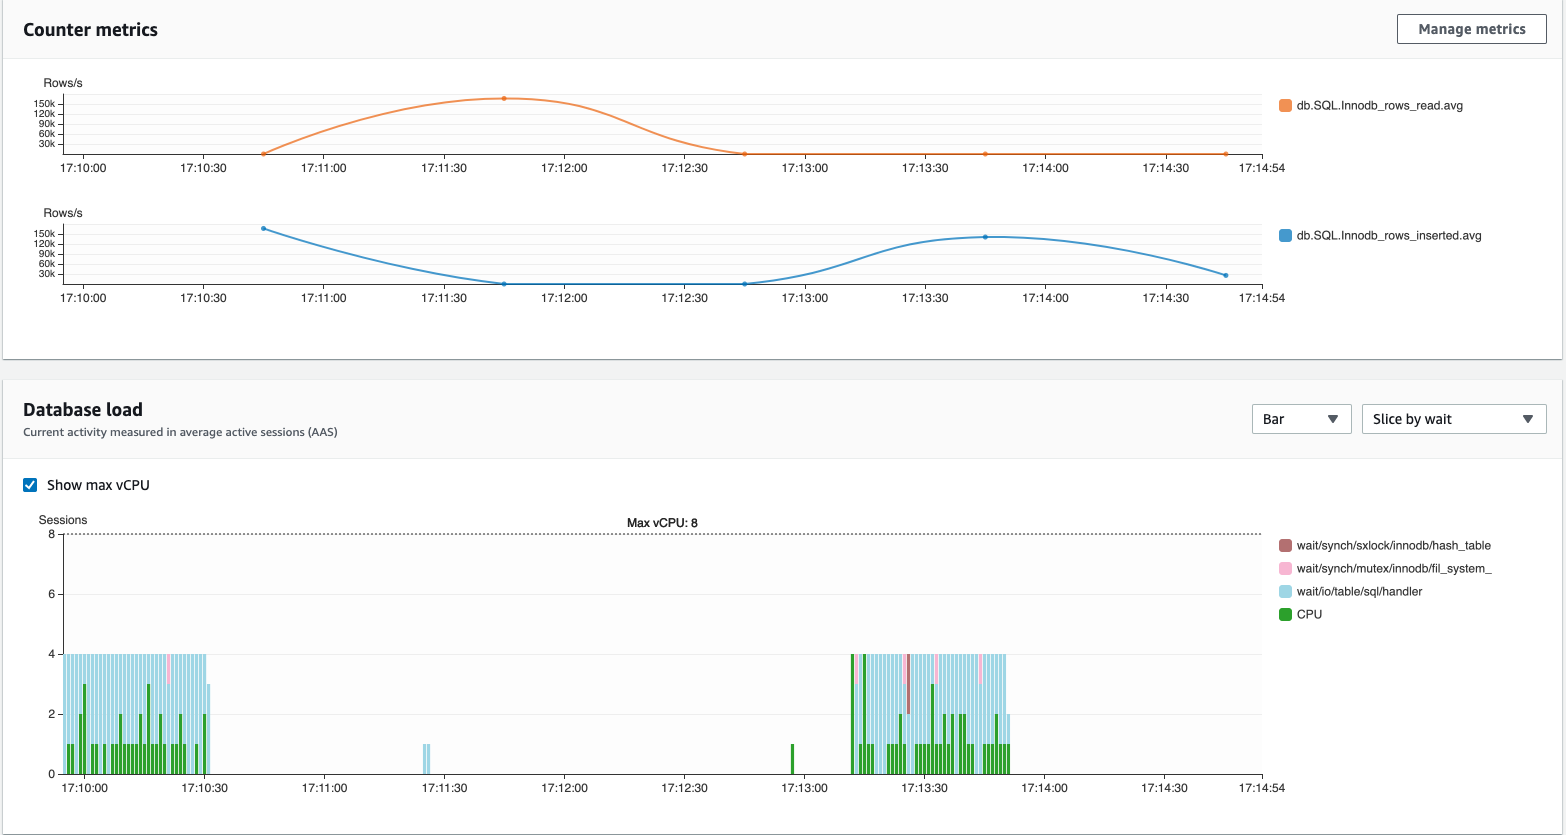 Counter metrics
Manage metrics
Rows/s
150k
120k
90k
60k
30k
17:10:00 17:10:30 17:11:00 17:11:30 17:12:00 17:12:30 17:13:00 17:13:30 17:14:00 17:14:30 17:14:54
db.SQL.Innodb_rows_read.avg
Rows/s
150k
120k
90k
60k
30k
17:10:00 17:10:30 17:11:00 17:11:30 17:12:00 17:12:30 17:13:00 17:13:30 17:14:00 17:14:30 17:14:54
db.SQL.Innodb_rows_inserted.avg
Database load
Current activity measured in average active sessions (AAS)
Bar
Slice by wait
Show max vCPU
Sessions
Max vCPU: 8
8
6
4
2
0
17:10:00 17:10:30 17:11:00 17:11:30 17:12:00 17:12:30 17:13:00 17:13:30 17:14:00 17:14:30 17:14:54
wait/synch/sxlock/innodb/hash_table
wait/synch/mutex/innodb/fil_system_
wait/io/table/sql/handler
CPU